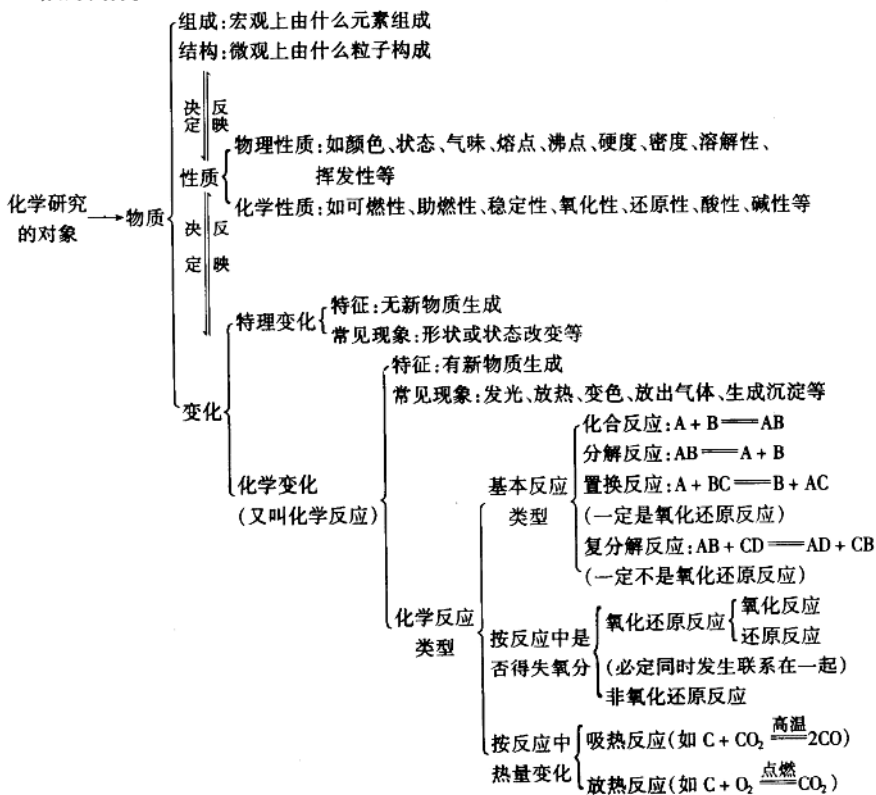 组成:宏观上由什么元素组成
结构:微观上由什么粒子构成
决定 反映
物理性质:如颜色、状态、气味、熔点、沸点、硬度、密度、溶解性、
挥发性等
性质
化学性质:如可燃性、助燃性、稳定性、氧化性、还原性、酸性、碱性等
化学研究
的对象
物质
决定 反映
特理变化
特征:无新物质生成
常见现象:形状或状态改变等
变化
特征:有新物质生成
常见现象:发光、放热、变色、放出气体、生成沉淀等
化学变化
(又叫化学反应)
化学反应
类型
基本反应
类型
化合反应:A + B══AB
分解反应:AB══A + B
置换反应:A + BC══B + AC
(一定是氧化还原反应)
复分解反应:AB + CD══AD + CB
(一定不是氧化还原反应)
按反应中是
否得失氧分
氧化还原反应
氧化反应
还原反应
(必定同时发生联系在一起)
非氧化还原反应
按反应中
热量变化
吸热反应(如 C + CO₂ ══高温 2CO)
放热反应(如 C + O₂ ══点燃 CO₂)